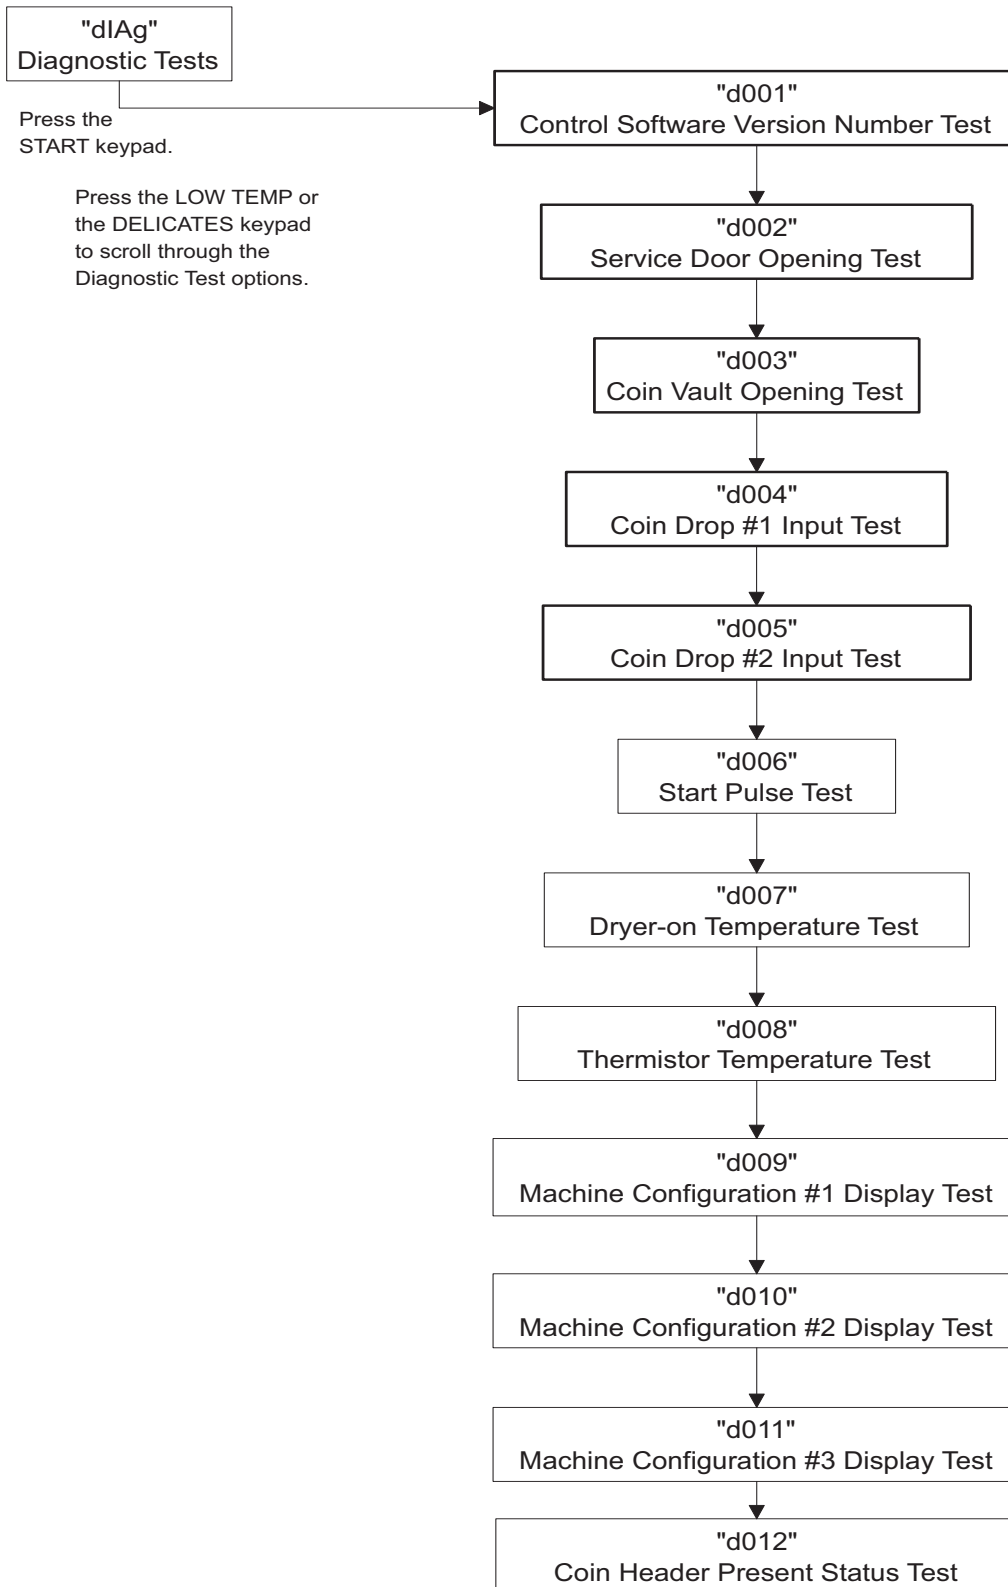 "dIAg"
Diagnostic Tests
Press the
START keypad.
Press the LOW TEMP or
the DELICATES keypad
to scroll through the
Diagnostic Test options.
"d001"
Control Software Version Number Test
"d002"
Service Door Opening Test
"d003"
Coin Vault Opening Test
"d004"
Coin Drop #1 Input Test
"d005"
Coin Drop #2 Input Test
"d006"
Start Pulse Test
"d007"
Dryer-on Temperature Test
"d008"
Thermistor Temperature Test
"d009"
Machine Configuration #1 Display Test
"d010"
Machine Configuration #2 Display Test
"d011"
Machine Configuration #3 Display Test
"d012"
Coin Header Present Status Test